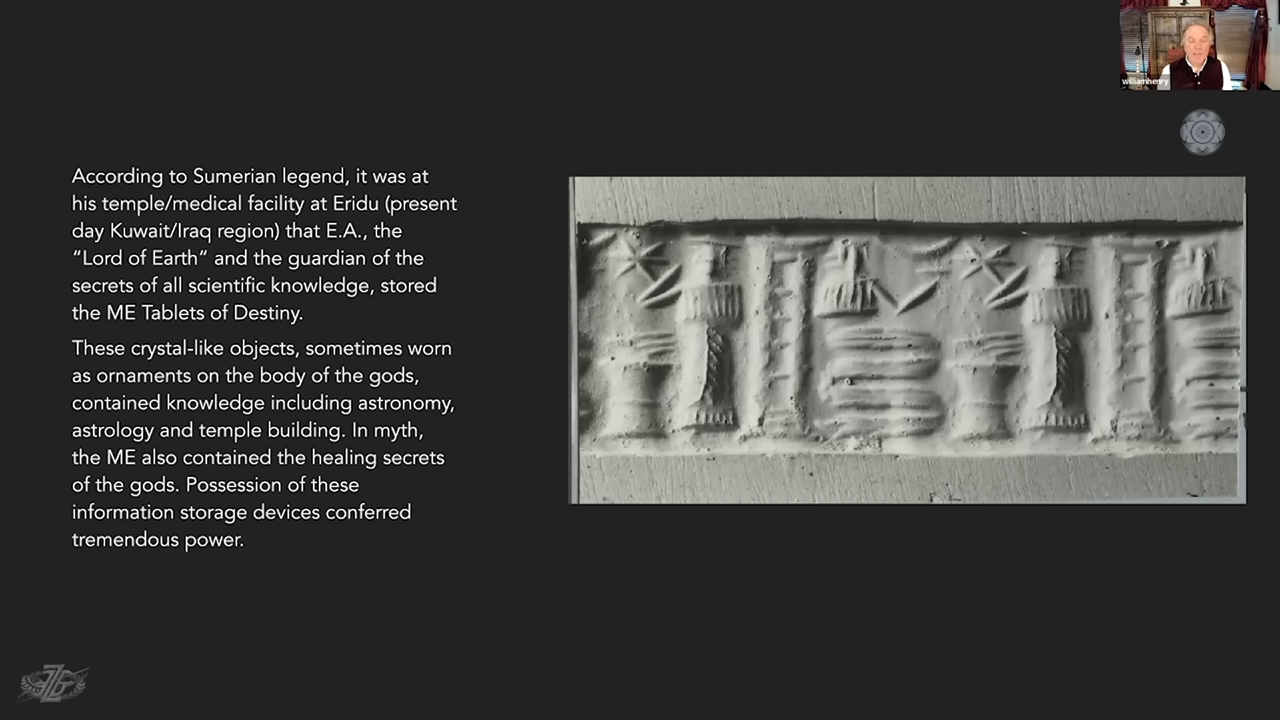 williamhenry
According to Sumerian legend, it was at
his temple/medical facility at Eridu (present
day Kuwait/Iraq region) that E.A., the
“Lord of Earth” and the guardian of the
secrets of all scientific knowledge, stored
the ME Tablets of Destiny.
These crystal-like objects, sometimes worn
as ornaments on the body of the gods,
contained knowledge including astronomy,
astrology and temple building. In myth,
the ME also contained the healing secrets
of the gods. Possession of these
information storage devices conferred
tremendous power.